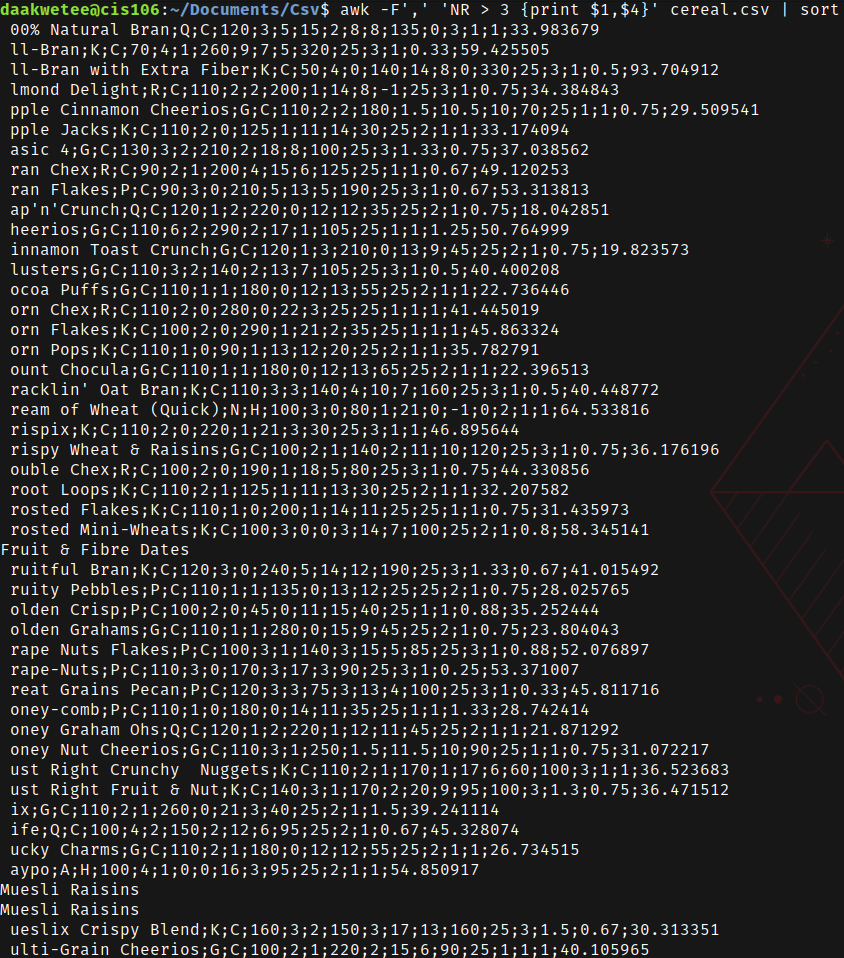 daakwetee@cis106:~/Documents/Csv$ awk -F',' 'NR > 3 {print $1,$4}' cereal.csv | sort
00% Natural Bran;Q;C;120;3;5;15;2;8;8;135;0;3;1;1;33.983679
ll-Bran;K;C;70;4;1;260;9;7;5;320;25;3;1;0.33;59.425505
ll-Bran with Extra Fiber;K;C;50;4;0;140;14;8;0;330;25;3;1;0.5;93.704912
lmond Delight;R;C;110;2;2;200;1;14;8;-1;25;3;1;0.75;34.384843
pple Cinnamon Cheerios;G;C;110;2;2;180;1.5;10.5;10;70;25;1;1;0.75;29.509541
pple Jacks;K;C;110;2;0;125;1;11;14;30;25;2;1;1;33.174094
asic 4;G;C;130;3;2;210;2;18;8;100;25;3;1.33;0.75;37.038562
ran Chex;R;C;90;2;1;200;4;15;6;125;25;1;1;0.67;49.120253
ran Flakes;P;C;90;3;0;210;5;13;5;190;25;3;1;0.67;53.313813
ap'n'Crunch;Q;C;120;1;2;220;0;12;12;35;25;2;1;0.75;18.042851
heerios;G;C;110;6;2;290;2;17;1;105;25;1;1;1.25;50.764999
innamon Toast Crunch;G;C;120;1;3;210;0;13;9;45;25;2;1;0.75;19.823573
lusters;G;C;110;3;2;140;2;13;7;105;25;3;1;0.5;40.400208
ocoa Puffs;G;C;110;1;1;180;0;12;13;55;25;2;1;1;22.736446
orn Chex;R;C;110;2;0;280;0;22;3;25;25;1;1;1;41.445019
orn Flakes;K;C;100;2;0;290;1;21;2;35;25;1;1;1;45.863324
orn Pops;K;C;110;1;0;90;1;13;12;20;25;2;1;1;35.782791
ount Chocula;G;C;110;1;1;180;0;12;13;65;25;2;1;1;22.396513
racklin' Oat Bran;K;C;110;3;3;140;4;10;7;160;25;3;1;0.5;40.448772
ream of Wheat (Quick);N;H;100;3;0;80;1;21;0;-1;0;2;1;1;64.533816
rispix;K;C;110;2;0;220;1;21;3;30;25;3;1;1;46.895644
rispy Wheat & Raisins;G;C;100;2;1;140;2;11;10;120;25;3;1;0.75;36.176196
ouble Chex;R;C;100;2;0;190;1;18;5;80;25;3;1;0.75;44.330856
root Loops;K;C;110;2;1;125;1;11;13;30;25;2;1;1;32.207582
rosted Flakes;K;C;110;1;0;200;1;14;11;25;25;1;1;0.75;31.435973
rosted Mini-Wheats;K;C;100;3;0;0;3;14;7;100;25;2;1;0.8;58.345141
Fruit & Fibre Dates
ruitful Bran;K;C;120;3;0;240;5;14;12;190;25;3;1.33;0.67;41.015492
ruity Pebbles;P;C;110;1;1;135;0;13;12;25;25;2;1;0.75;28.025765
olden Crisp;P;C;100;2;0;45;0;11;15;40;25;1;1;0.88;35.252444
olden Grahams;G;C;110;1;1;280;0;15;9;45;25;2;1;0.75;23.804043
rape Nuts Flakes;P;C;100;3;1;140;3;15;5;85;25;3;1;0.88;52.076897
rape-Nuts;P;C;110;3;0;170;3;17;3;90;25;3;1;0.25;53.371007
reat Grains Pecan;P;C;120;3;3;75;3;13;4;100;25;3;1;0.33;45.811716
oney-comb;P;C;110;1;0;180;0;14;11;35;25;1;1;1.33;28.742414
oney Graham Ohs;Q;C;120;1;2;220;1;12;11;45;25;2;1;1;21.871292
oney Nut Cheerios;G;C;110;3;1;250;1.5;11.5;10;90;25;1;1;0.75;31.072217
ust Right Crunchy  Nuggets;K;C;110;2;1;170;1;17;6;60;100;3;1;1;36.523683
ust Right Fruit & Nut;K;C;140;3;1;170;2;20;9;95;100;3;1.3;0.75;36.471512
ix;G;C;110;2;1;260;0;21;3;40;25;2;1;1.5;39.241114
ife;Q;C;100;4;2;150;2;12;6;95;25;2;1;0.67;45.328074
ucky Charms;G;C;110;2;1;180;0;12;12;55;25;2;1;1;26.734515
aypo;A;H;100;4;1;0;0;16;3;95;25;2;1;1;54.850917
Muesli Raisins
Muesli Raisins
ueslix Crispy Blend;K;C;160;3;2;150;3;17;13;160;25;3;1.5;0.67;30.313351
ulti-Grain Cheerios;G;C;100;2;1;220;2;15;6;90;25;1;1;1;40.105965